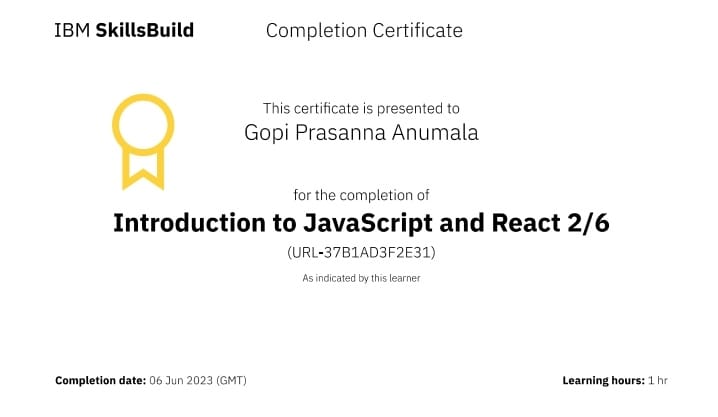 IBM SkillsBuild
Completion Certificate
This certificate is presented to
Gopi Prasanna Anumala
for the completion of
Introduction to JavaScript and React 2/6
(URL-37B1AD3F2E31)
As indicated by this learner
Completion date: 06 Jun 2023 (GMT)
Learning hours: 1 hr